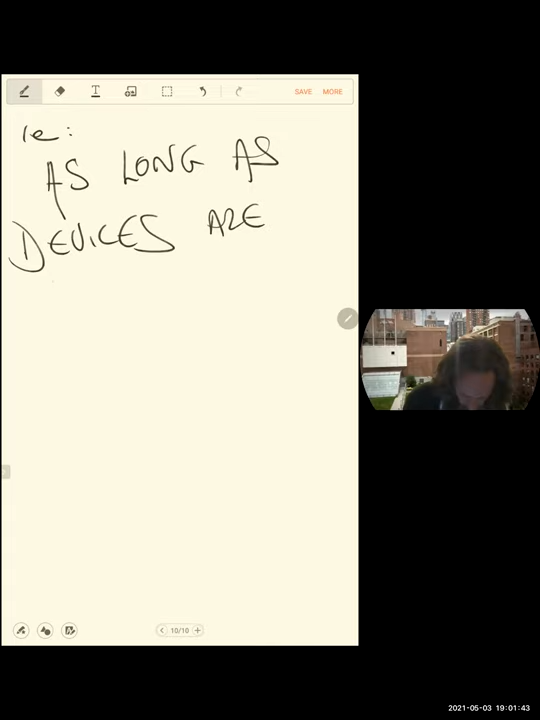 T
SAVE MORE
ie:
AS LONG AS
DEVICES ARE
10/10
2021-05-03 19:01:43